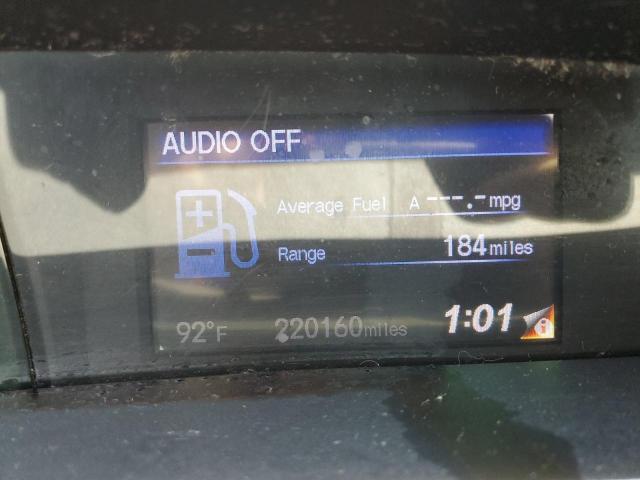 AUDIO OFF
Average Fuel A ---.- mpg
Range 184 miles
92°F 220160 miles 1:01 i